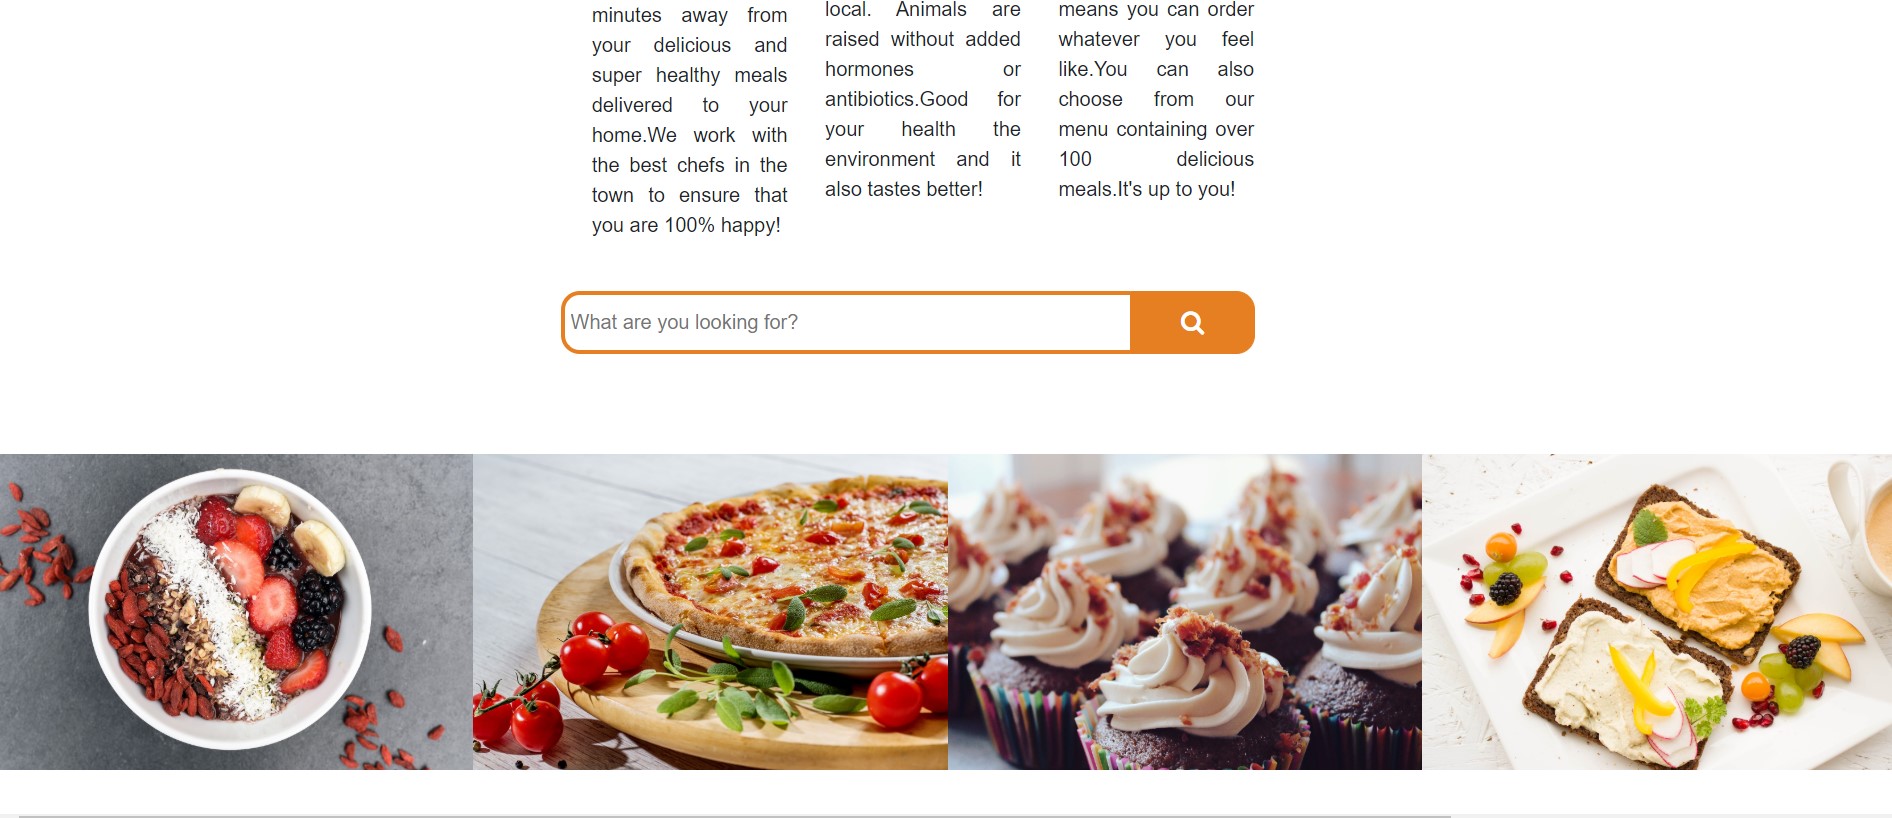 minutes away from
your delicious and
super healthy meals
delivered to your
home.We work with
the best chefs in the
town to ensure that
you are 100% happy!
local. Animals are
raised without added
hormones or
antibiotics.Good for
your health the
environment and it
also tastes better!
means you can order
whatever you feel
like.You can also
choose from our
menu containing over
100 delicious
meals.It's up to you!
What are you looking for?